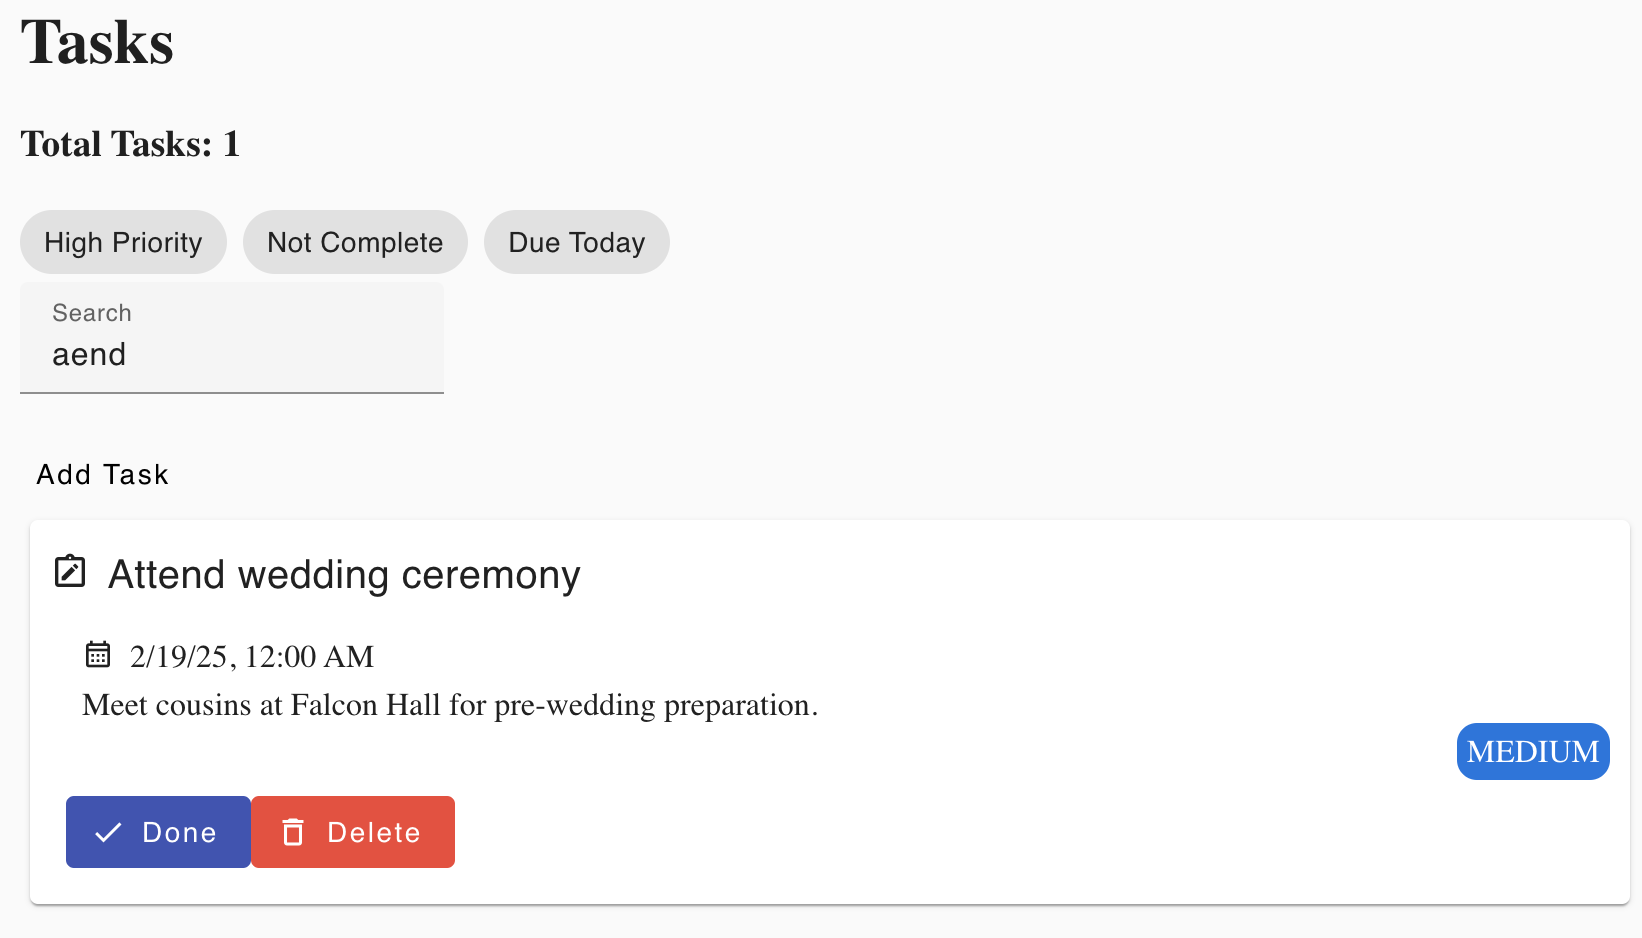 Tasks
Total Tasks: 1
High Priority Not Complete Due Today
Search
aend
Add Task
Attend wedding ceremony
2/19/25, 12:00 AM
Meet cousins at Falcon Hall for pre-wedding preparation.
MEDIUM
Done Delete